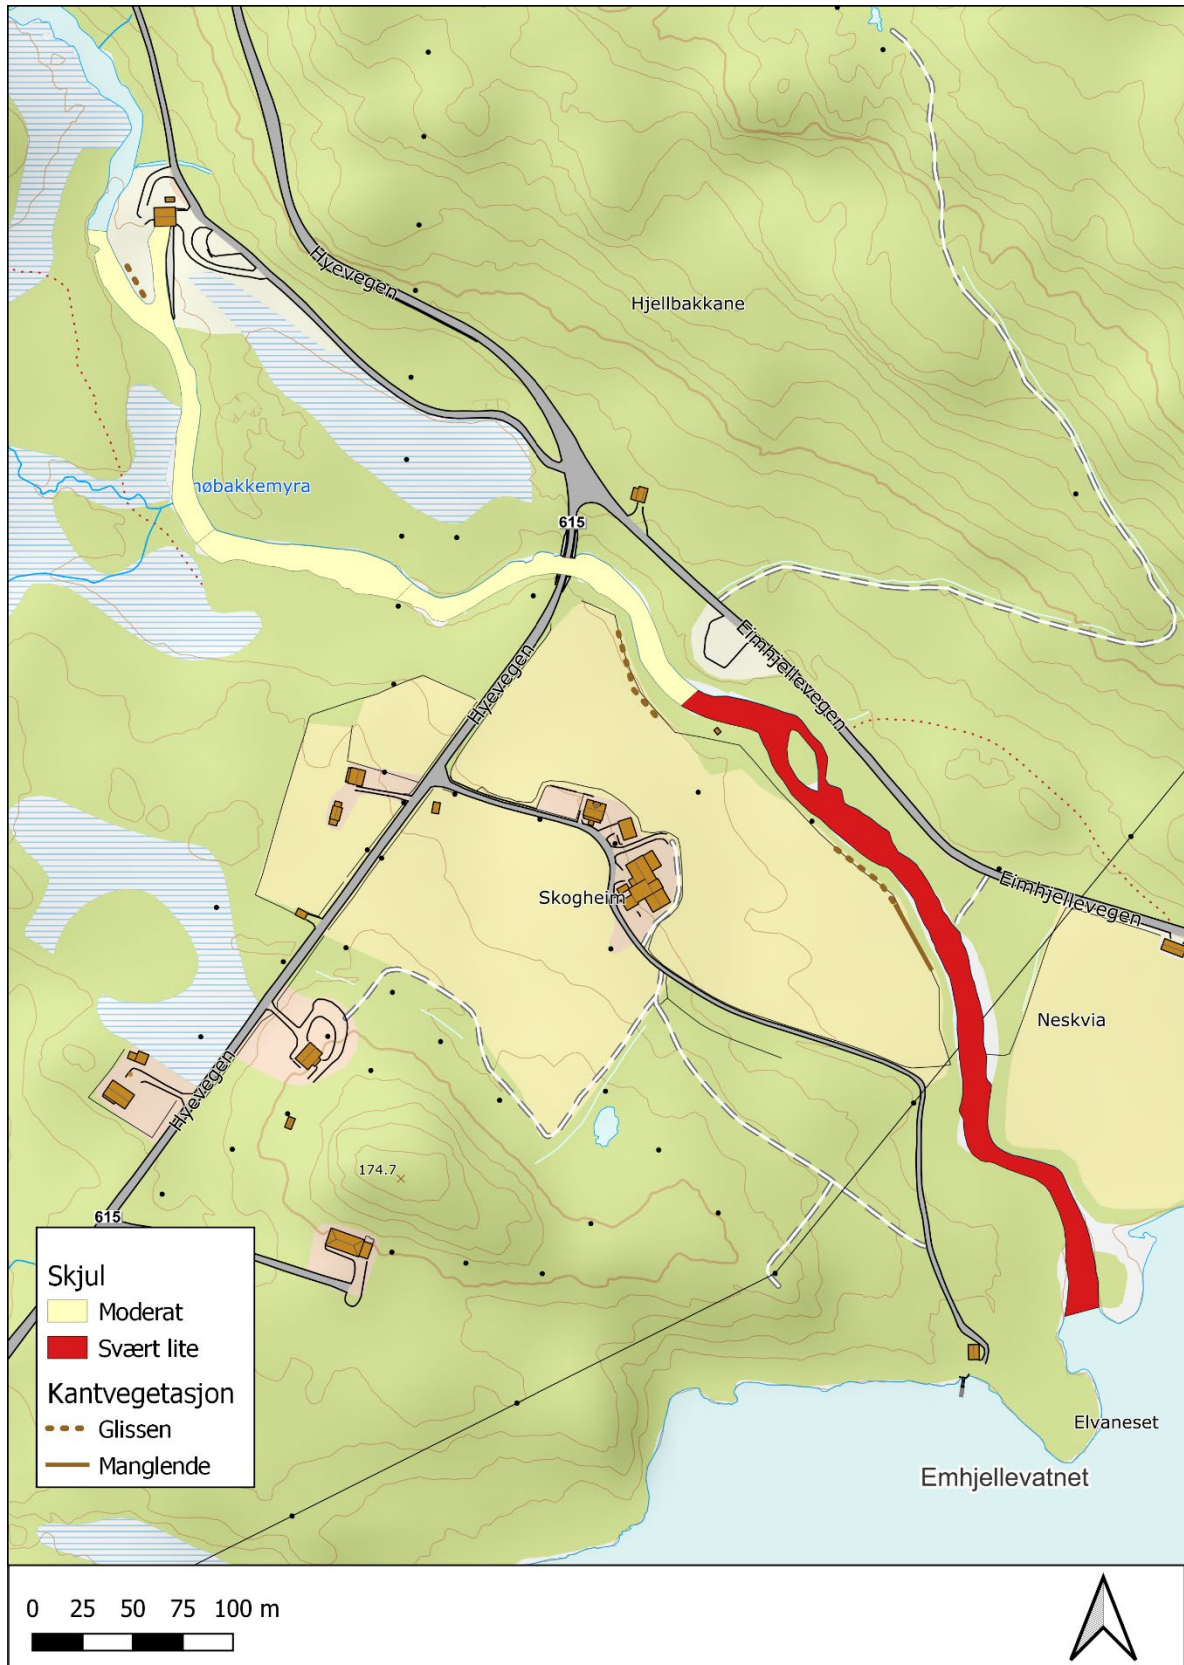 Hyevegen
Hjellbakkane
nøbakkemyra
615
Eimhjellevegen
Hyevegen
Skogheim
Eimhjellevegen
Neskvia
Hyevegen
174.7
615
Skjul
Moderat
Svært lite
Kantvegetasjon
Glissen
Manglende
Elvaneset
Emhjellevatnet
0 25 50 75 100 m